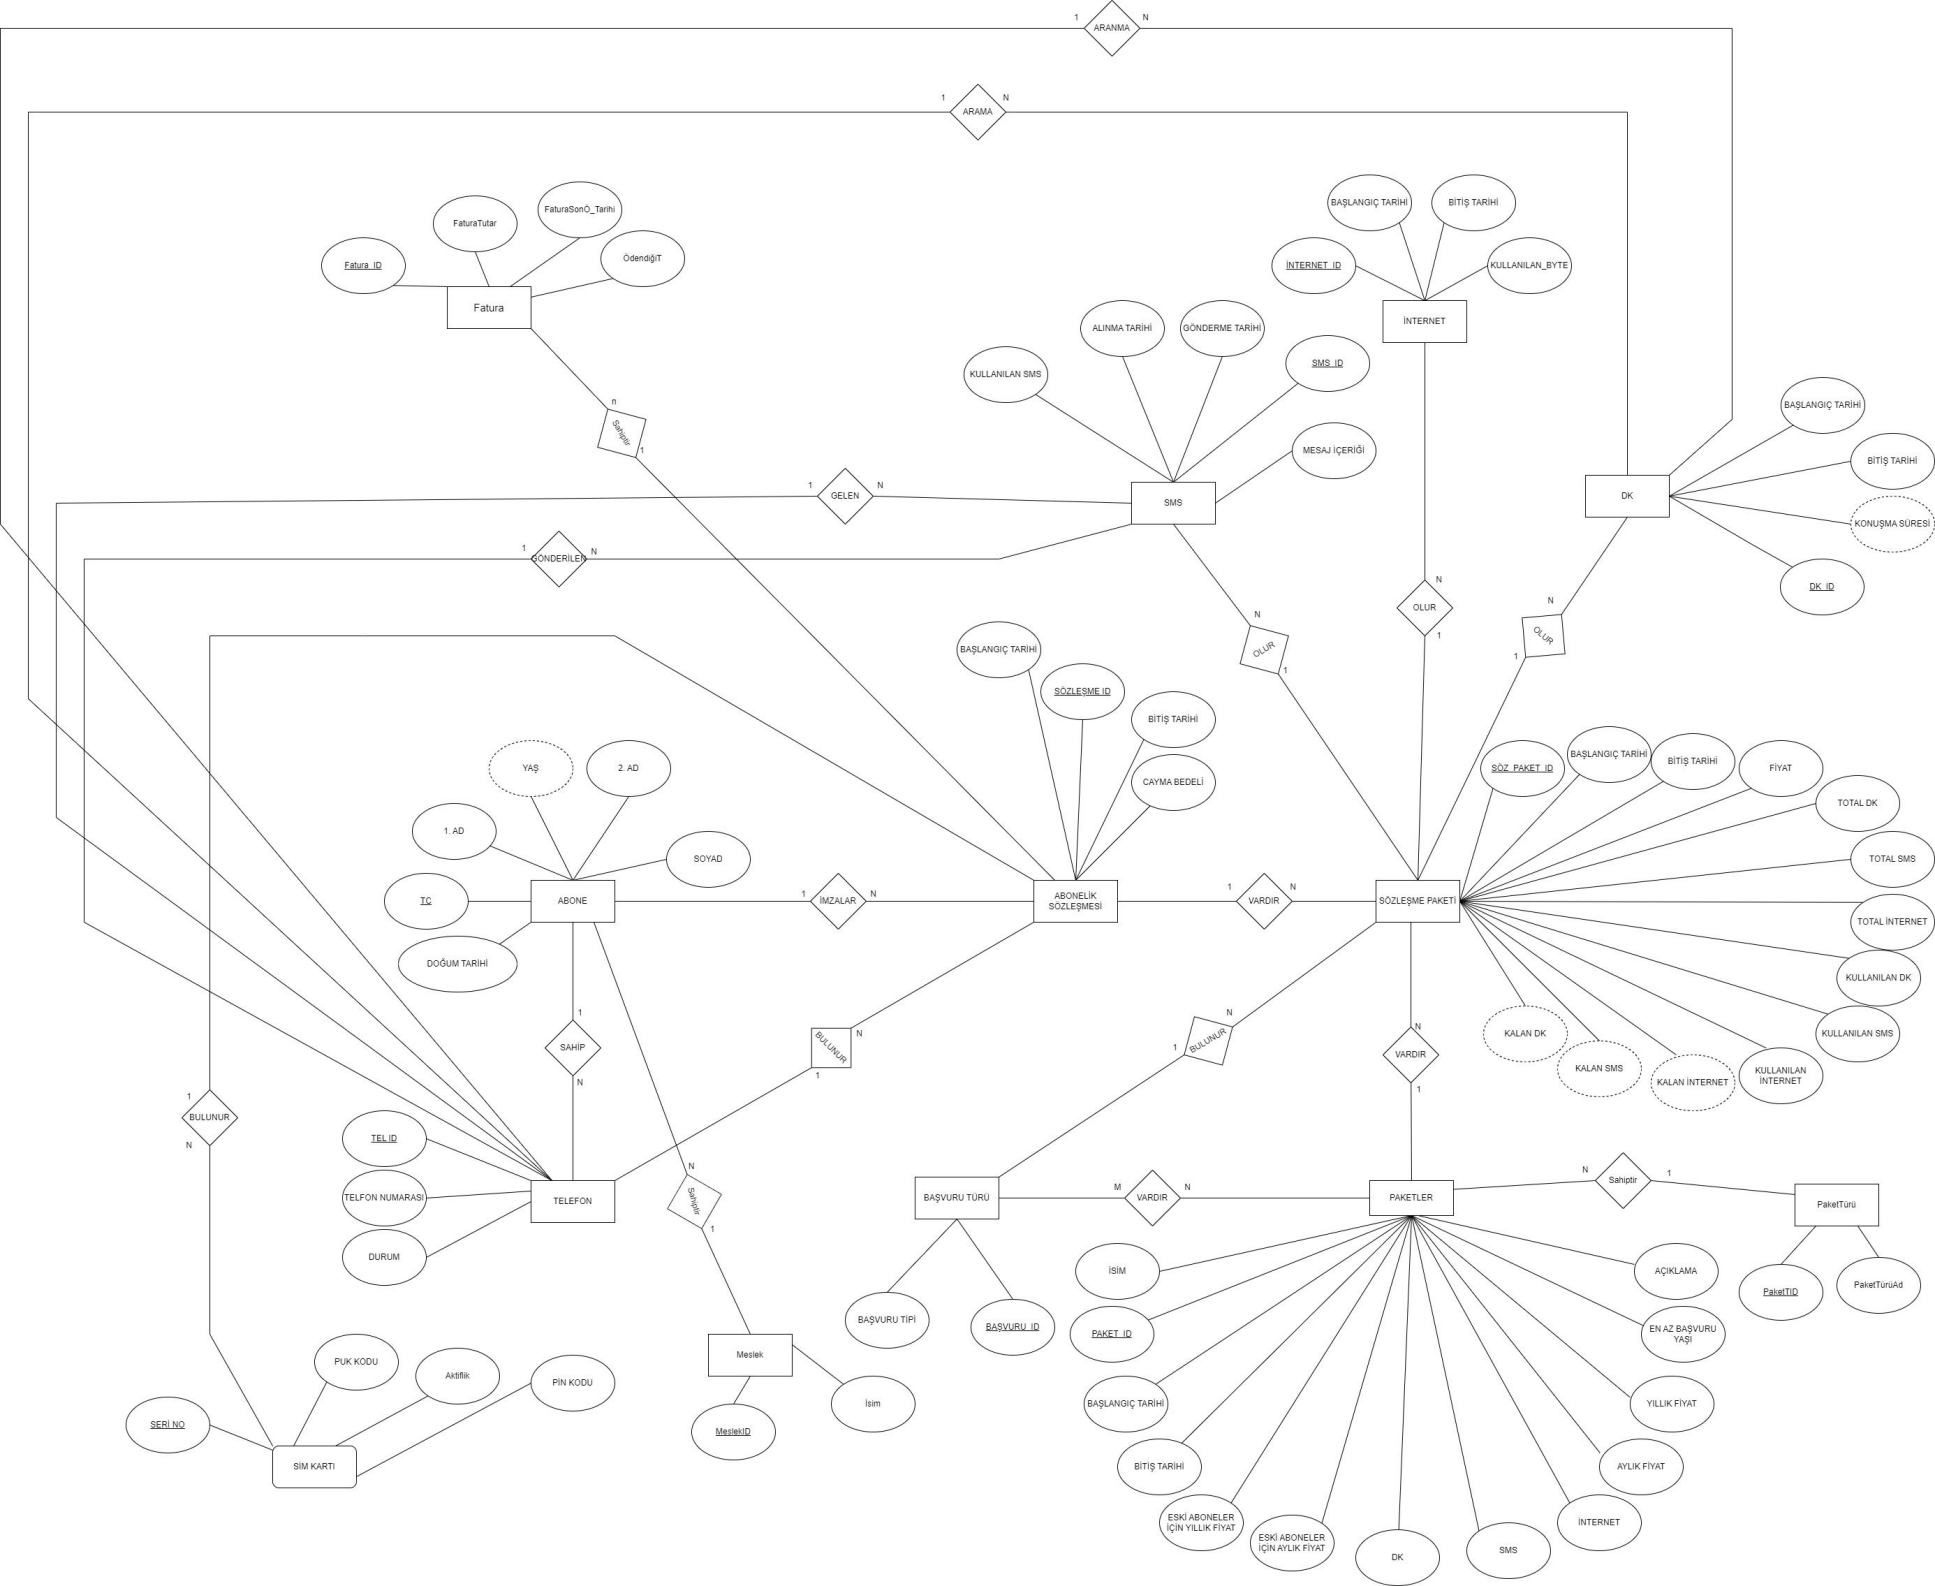 1
N
ARANMA
1
N
ARAMA
BAŞLANGIÇ TARİHİ
BİTİŞ TARİHİ
FaturaTutar
FaturaSonÖ_Tarihi
Fatura_ID
ÖdendiğiT
İNTERNET_ID
KULLANILAN_BYTE
Fatura
İNTERNET
ALINMA TARİHİ
GÖNDERME TARİHİ
KULLANILAN SMS
SMS_ID
n
Sahiptir
1
BAŞLANGIÇ TARİHİ
MESAJ İÇERİĞİ
BİTİŞ TARİHİ
1
N
GELEN
SMS
DK
KONUŞMA SÜRESİ
1
N
GÖNDERİLEN
DK_ID
N
OLUR
1
N
OLUR
1
N
OLUR
1
BAŞLANGIÇ TARİHİ
SÖZLEŞME ID
BİTİŞ TARİHİ
CAYMA BEDELİ
YAŞ
2. AD
1. AD
SOYAD
SÖZ_PAKET_ID
BAŞLANGIÇ TARİHİ
BİTİŞ TARİHİ
FİYAT
TOTAL DK
TOTAL SMS
TC
ABONE
1
N
İMZALAR
ABONELİK
SÖZLEŞMESİ
1
N
VARDIR
SÖZLEŞME PAKETİ
TOTAL İNTERNET
DOĞUM TARİHİ
KULLANILAN DK
KULLANILAN SMS
1
SAHİP
N
N
BULUNUR
1
N
1
BULUNUR
N
VARDIR
1
KALAN DK
KALAN SMS
KALAN İNTERNET
KULLANILAN
İNTERNET
1
BULUNUR
N
TEL ID
TELFON NUMARASI
DURUM
TELEFON
N
Sahiptir
1
BAŞVURU TÜRÜ
M
N
VARDIR
PAKETLER
N
Sahiptir
1
PaketTürü
İSİM
AÇIKLAMA
PaketTID
PaketTürüAd
BAŞVURU TİPİ
BAŞVURU_ID
PAKET_ID
EN AZ BAŞVURU
YAŞI
Meslek
PUK KODU
Aktiflik
PİN KODU
İsim
BAŞLANGIÇ TARİHİ
YILLIK FİYAT
SERİ NO
MeslekID
SİM KARTI
BİTİŞ TARİHİ
AYLIK FİYAT
ESKİ ABONELER
İÇİN YILLIK FİYAT
ESKİ ABONELER
İÇİN AYLIK FİYAT
DK
SMS
İNTERNET